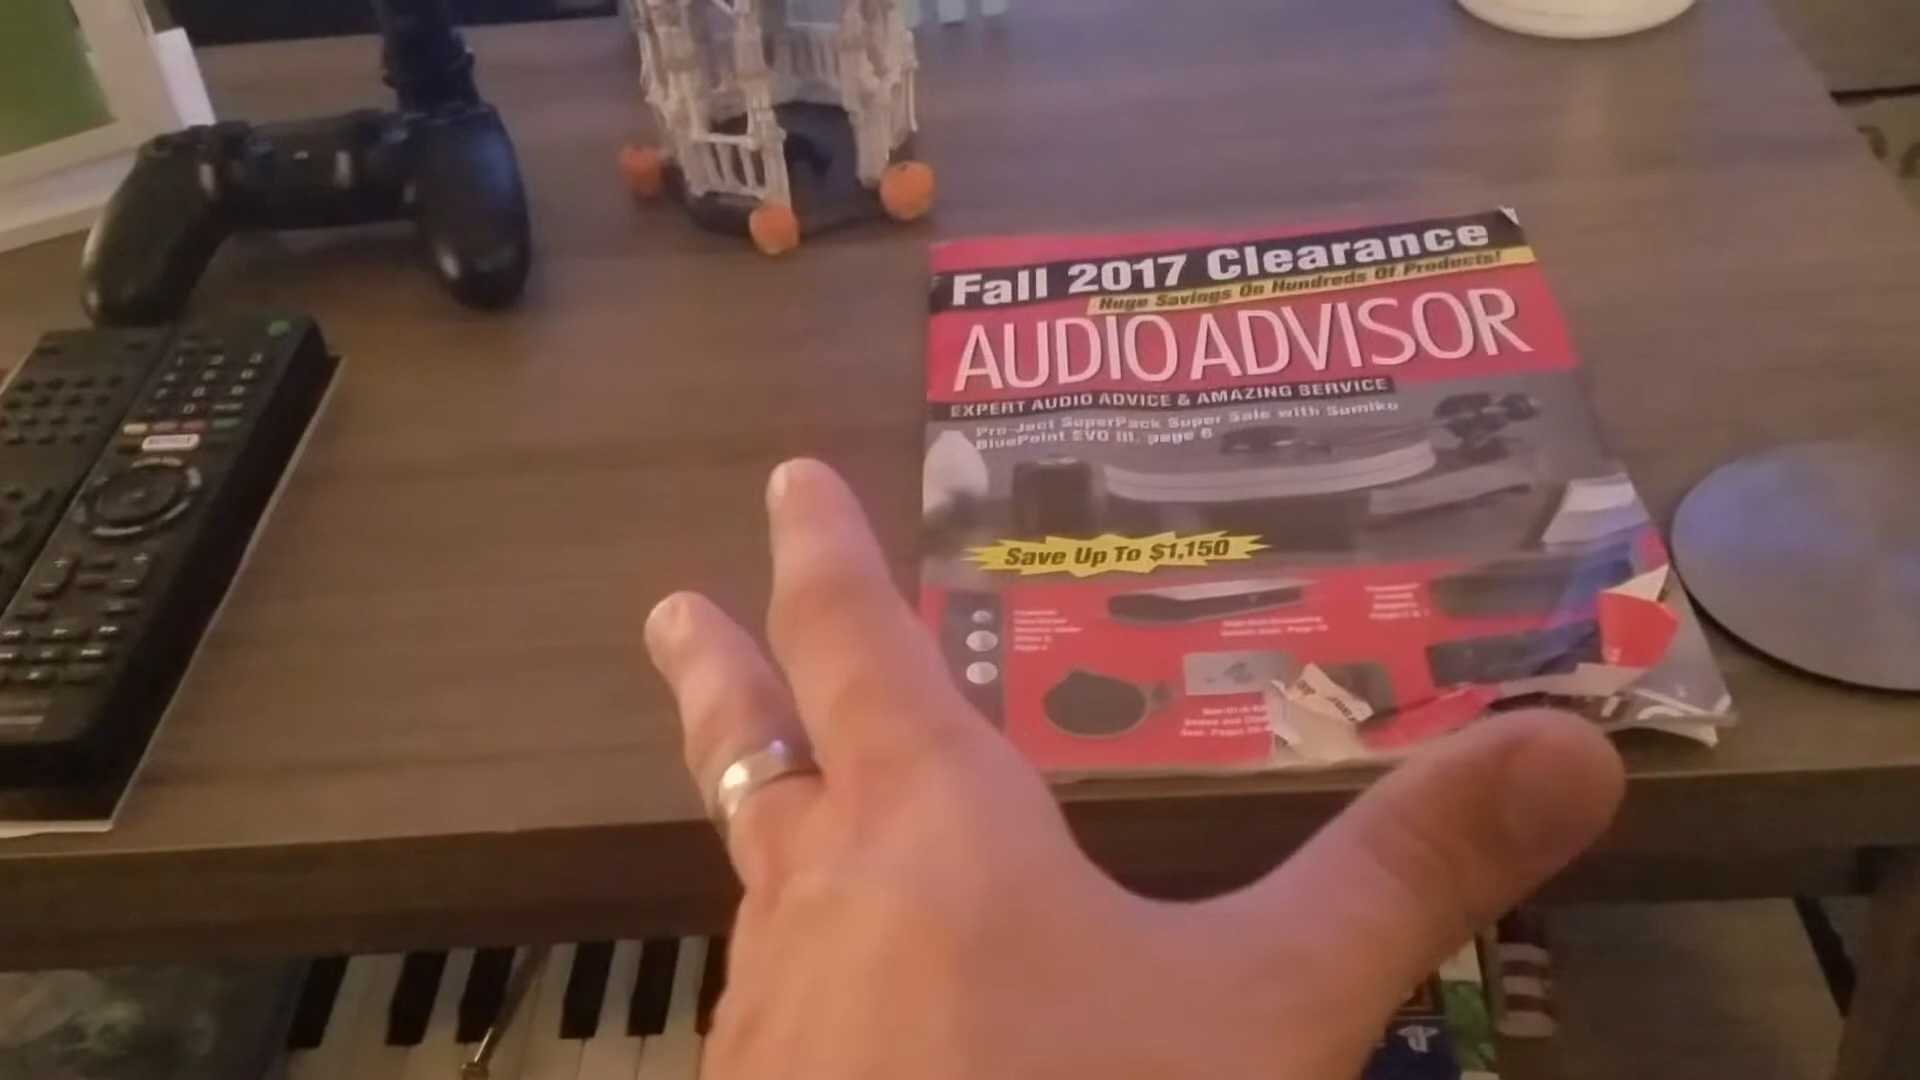 Fall 2017 Clearance
Huge Savings On Hundreds Of Products!
AUDIO ADVISOR
EXPERT AUDIO ADVICE & AMAZING SERVICE
Pro-Ject SuperPack Super Sale with Sumiko
BluePoint EVO III, page 6
Save Up To $1,150
NETFLIX